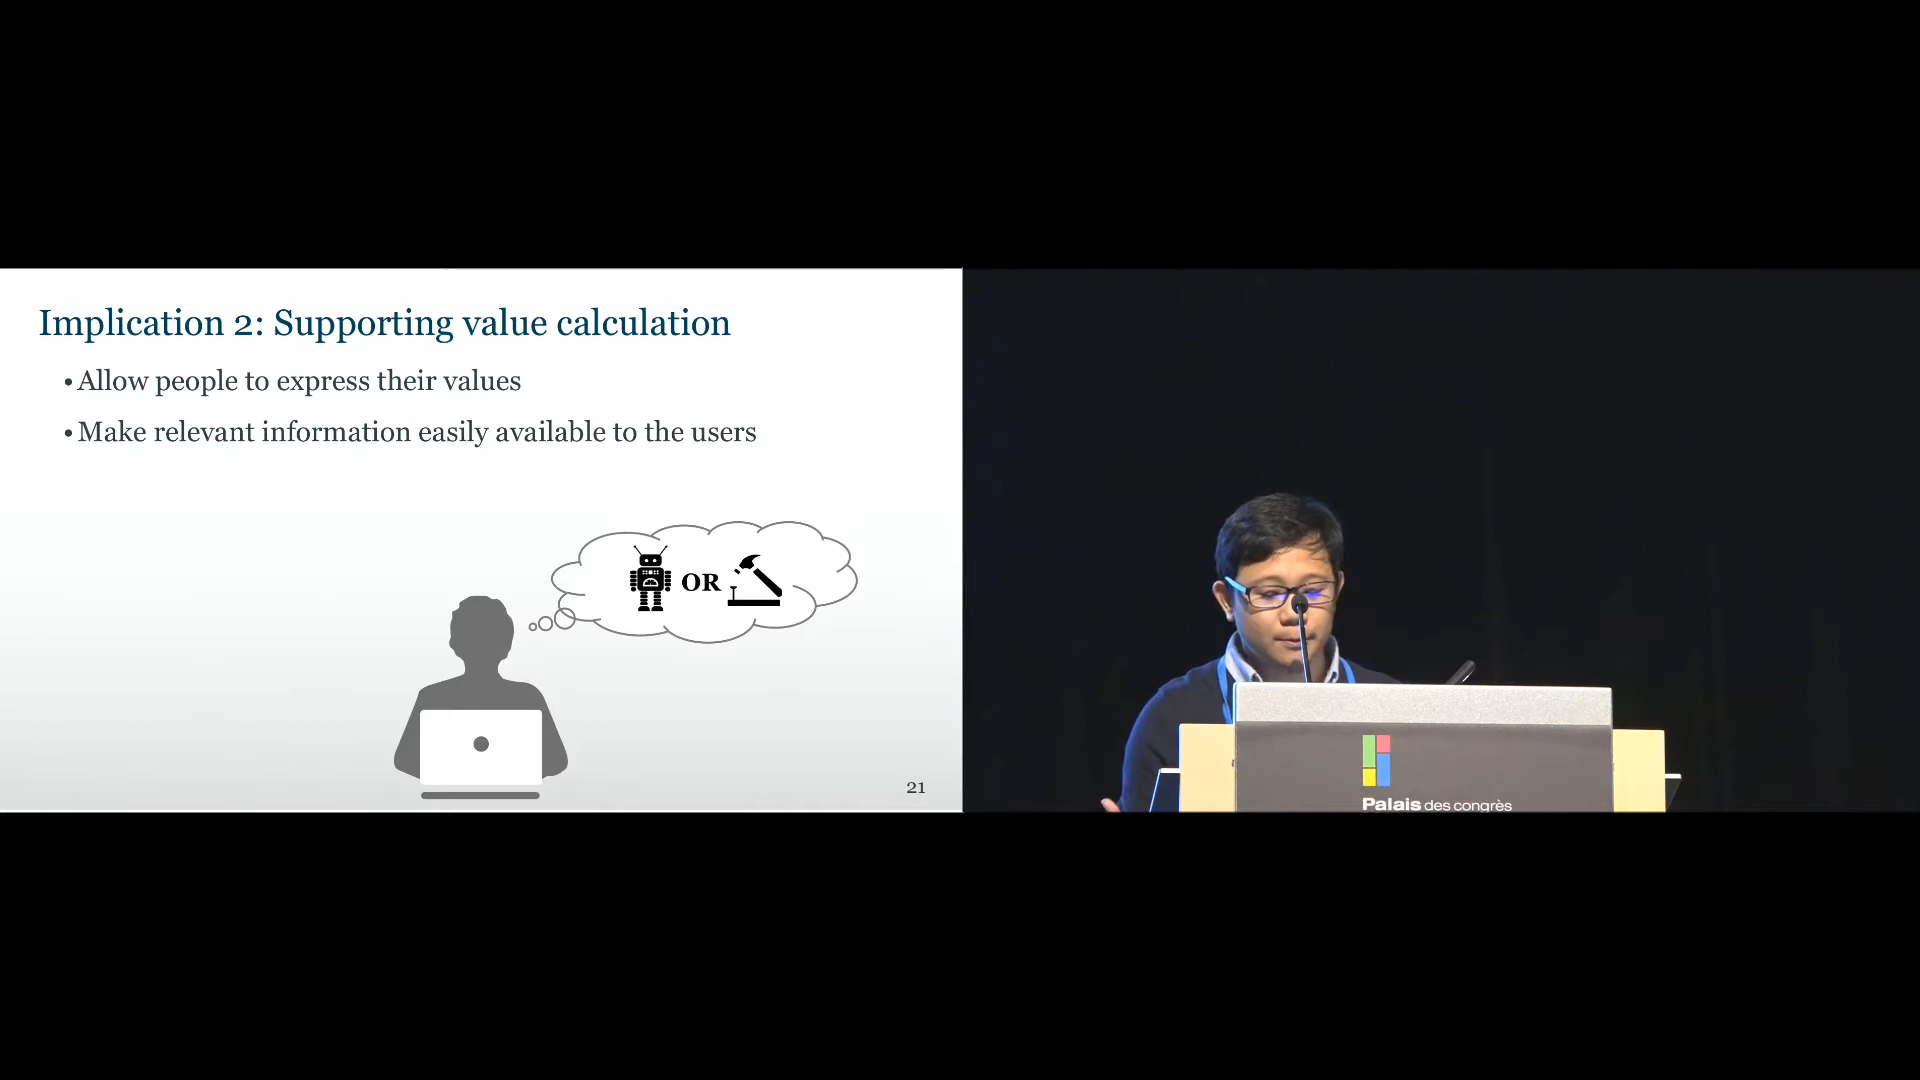 Implication 2: Supporting value calculation
• Allow people to express their values
• Make relevant information easily available to the users
OR
21
Palais des congrès